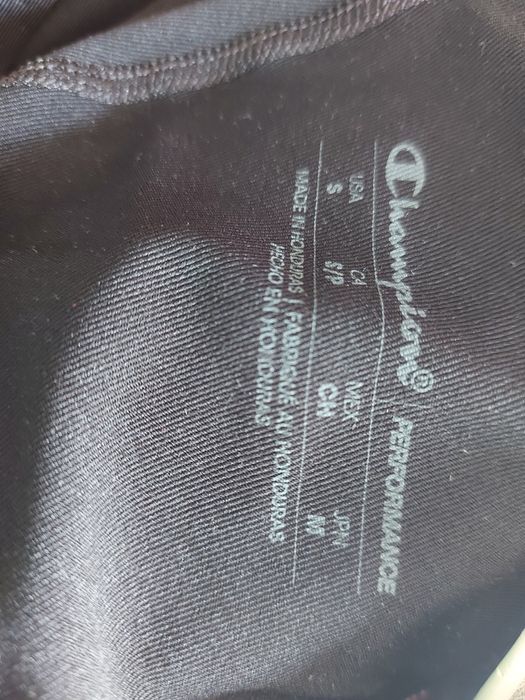 Champion® | PERFORMANCE
USA CA MEX JPN
S S/P CH M
MADE IN HONDURAS | FABRIQUÉ AU HONDURAS
HECHO EN HONDURAS